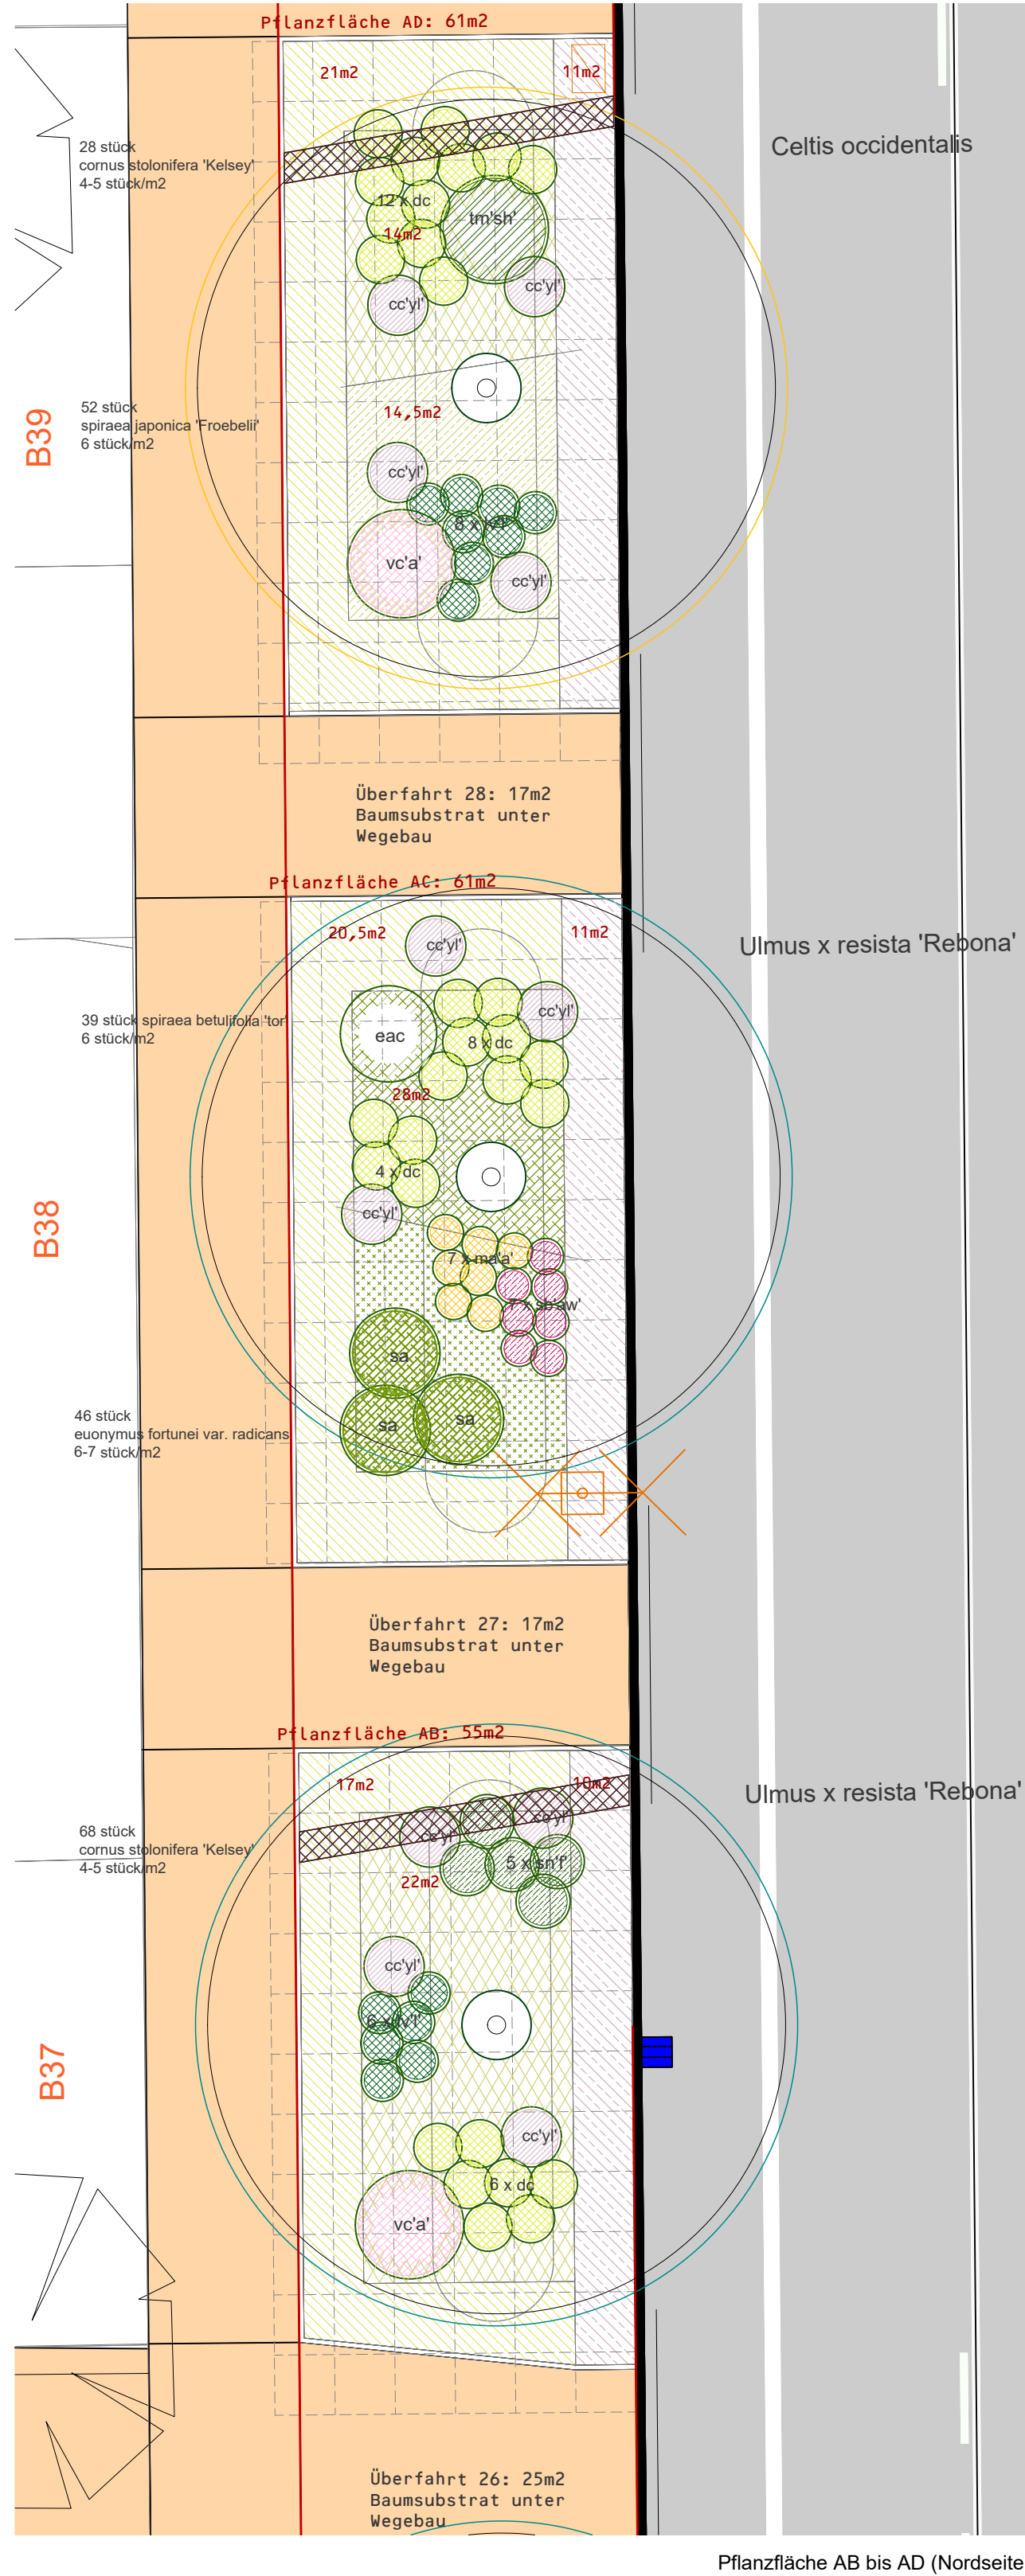 Pflanzfläche AD: 61m2
21m2
11m2
Celtis occidentalis
28 stück
cornus stolonifera 'Kelsey'
4-5 stück/m2
12 x dc
tm'sh'
14m2
cc'yl'
cc'yl'
B39
52 stück
spiraea japonica 'Froebelii'
6 stück/m2
14,5m2
cc'yl'
vc'a'
cc'yl'
Überfahrt 28: 17m2
Baumsubstrat unter
Wegebau
Pflanzfläche AC: 61m2
20,5m2
11m2
Ulmus x resista 'Rebona'
cc'yl'
cc'yl'
39 stück spiraea betulifolia 'tor'
6 stück/m2
eac
8 x dc
28m2
4 x dc
cc'yl'
B38
7 x ma'a'
7 x sb'aw'
sa
sa
sa
46 stück
euonymus fortunei var. radicans
6-7 stück/m2
Überfahrt 27: 17m2
Baumsubstrat unter
Wegebau
Pflanzfläche AB: 55m2
17m2
10m2
Ulmus x resista 'Rebona'
cc'yl'
cc'yl'
68 stück
cornus stolonifera 'Kelsey'
4-5 stück/m2
5 x sn'f'
22m2
cc'yl'
B37
cc'yl'
6 x dc
vc'a'
Überfahrt 26: 25m2
Baumsubstrat unter
Wegebau
Pflanzfläche AB bis AD (Nordseite